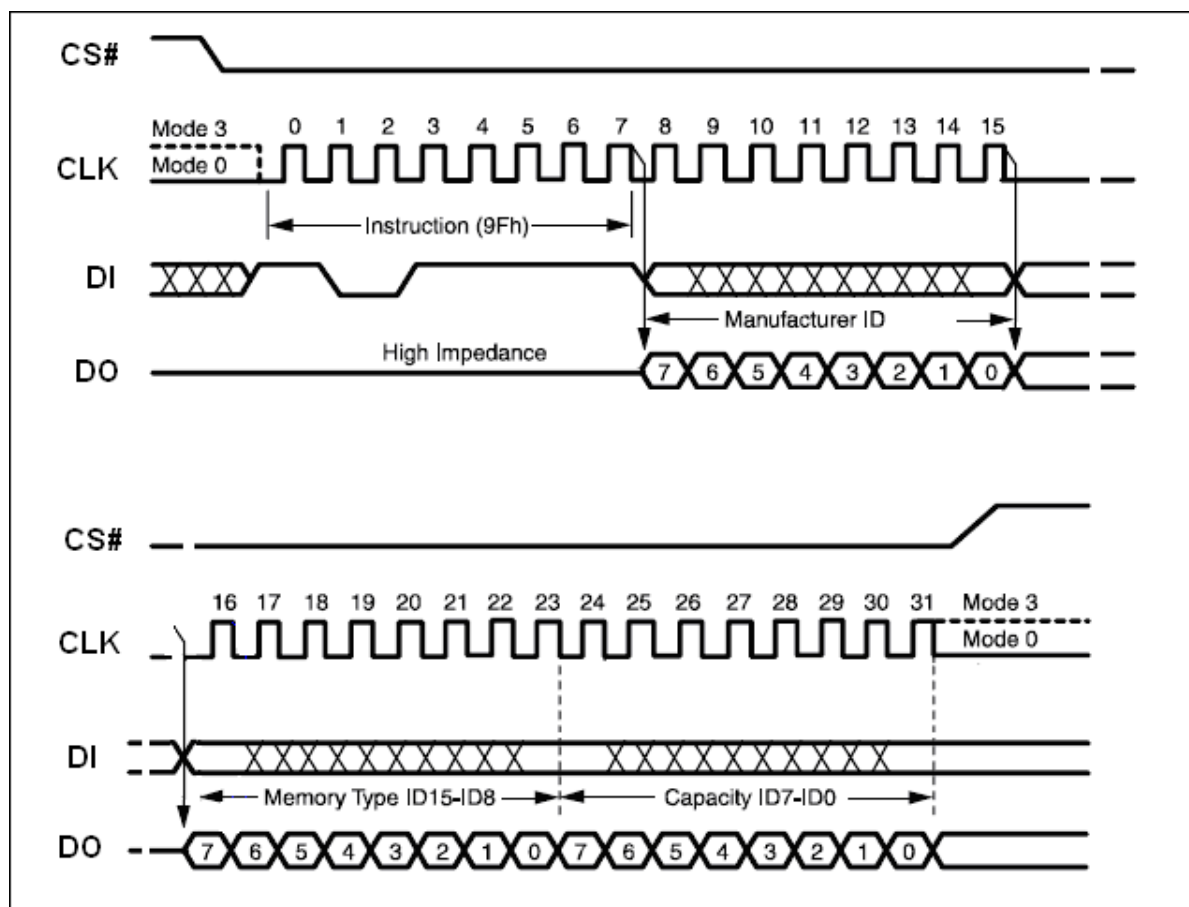 CS#
Mode 3
0 1 2 3 4 5 6 7 8 9 10 11 12 13 14 15
CLK
Mode 0
Instruction (9Fh)
DI
Manufacturer ID
High Impedance
DO
7 6 5 4 3 2 1 0
CS#
16 17 18 19 20 21 22 23 24 25 26 27 28 29 30 31
Mode 3
CLK
Mode 0
DI
Memory Type ID15-ID8 Capacity ID7-ID0
DO
7 6 5 4 3 2 1 0 7 6 5 4 3 2 1 0